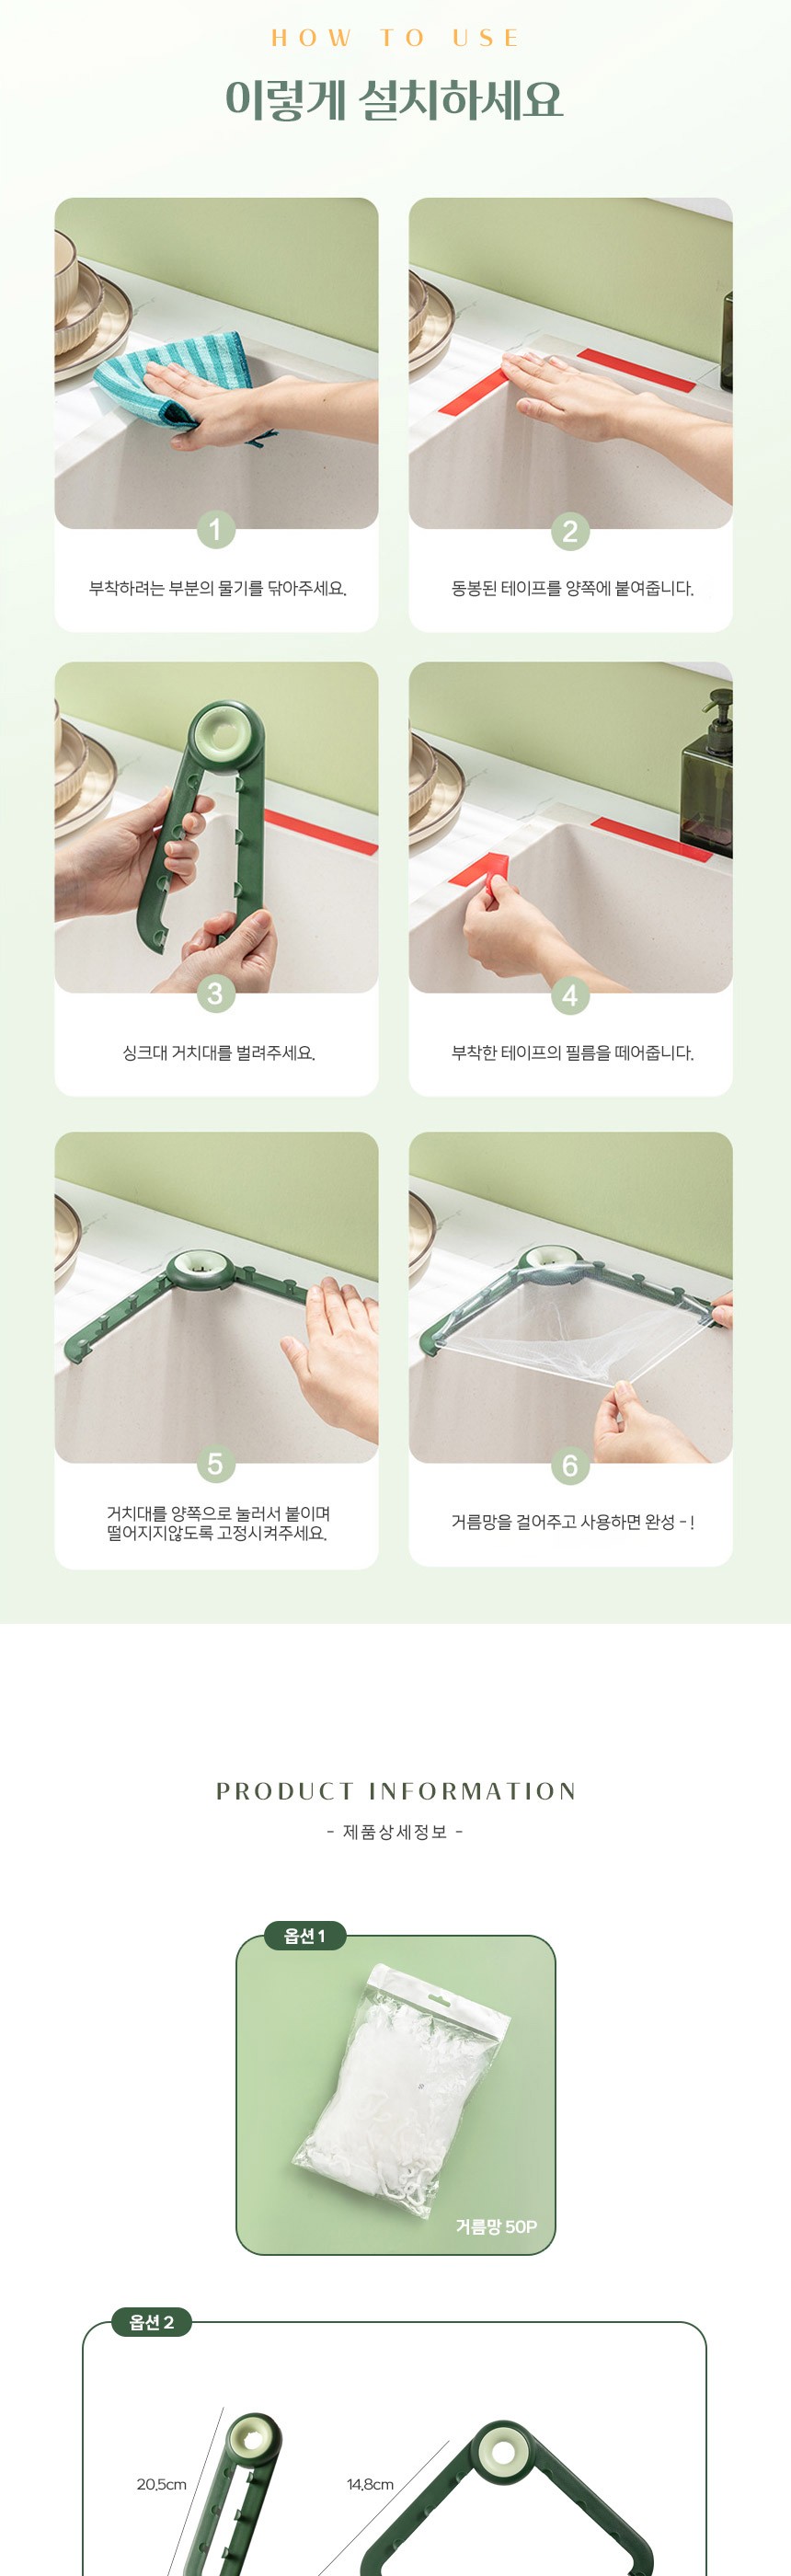 HOW TO USE
이렇게 설치하세요
1
부착하려는 부분의 물기를 닦아주세요.
2
동봉된 테이프를 양쪽에 붙여줍니다.
3
싱크대 거치대를 벌려주세요.
4
부착한 테이프의 필름을 떼어줍니다.
5
거치대를 양쪽으로 눌러서 붙이며
떨어지지않도록 고정시켜주세요.
6
거름망을 걸어주고 사용하면 완성 - !
PRODUCT INFORMATION
- 제품상세정보 -
옵션 1
거름망 50P
옵션 2
20.5cm
14.8cm